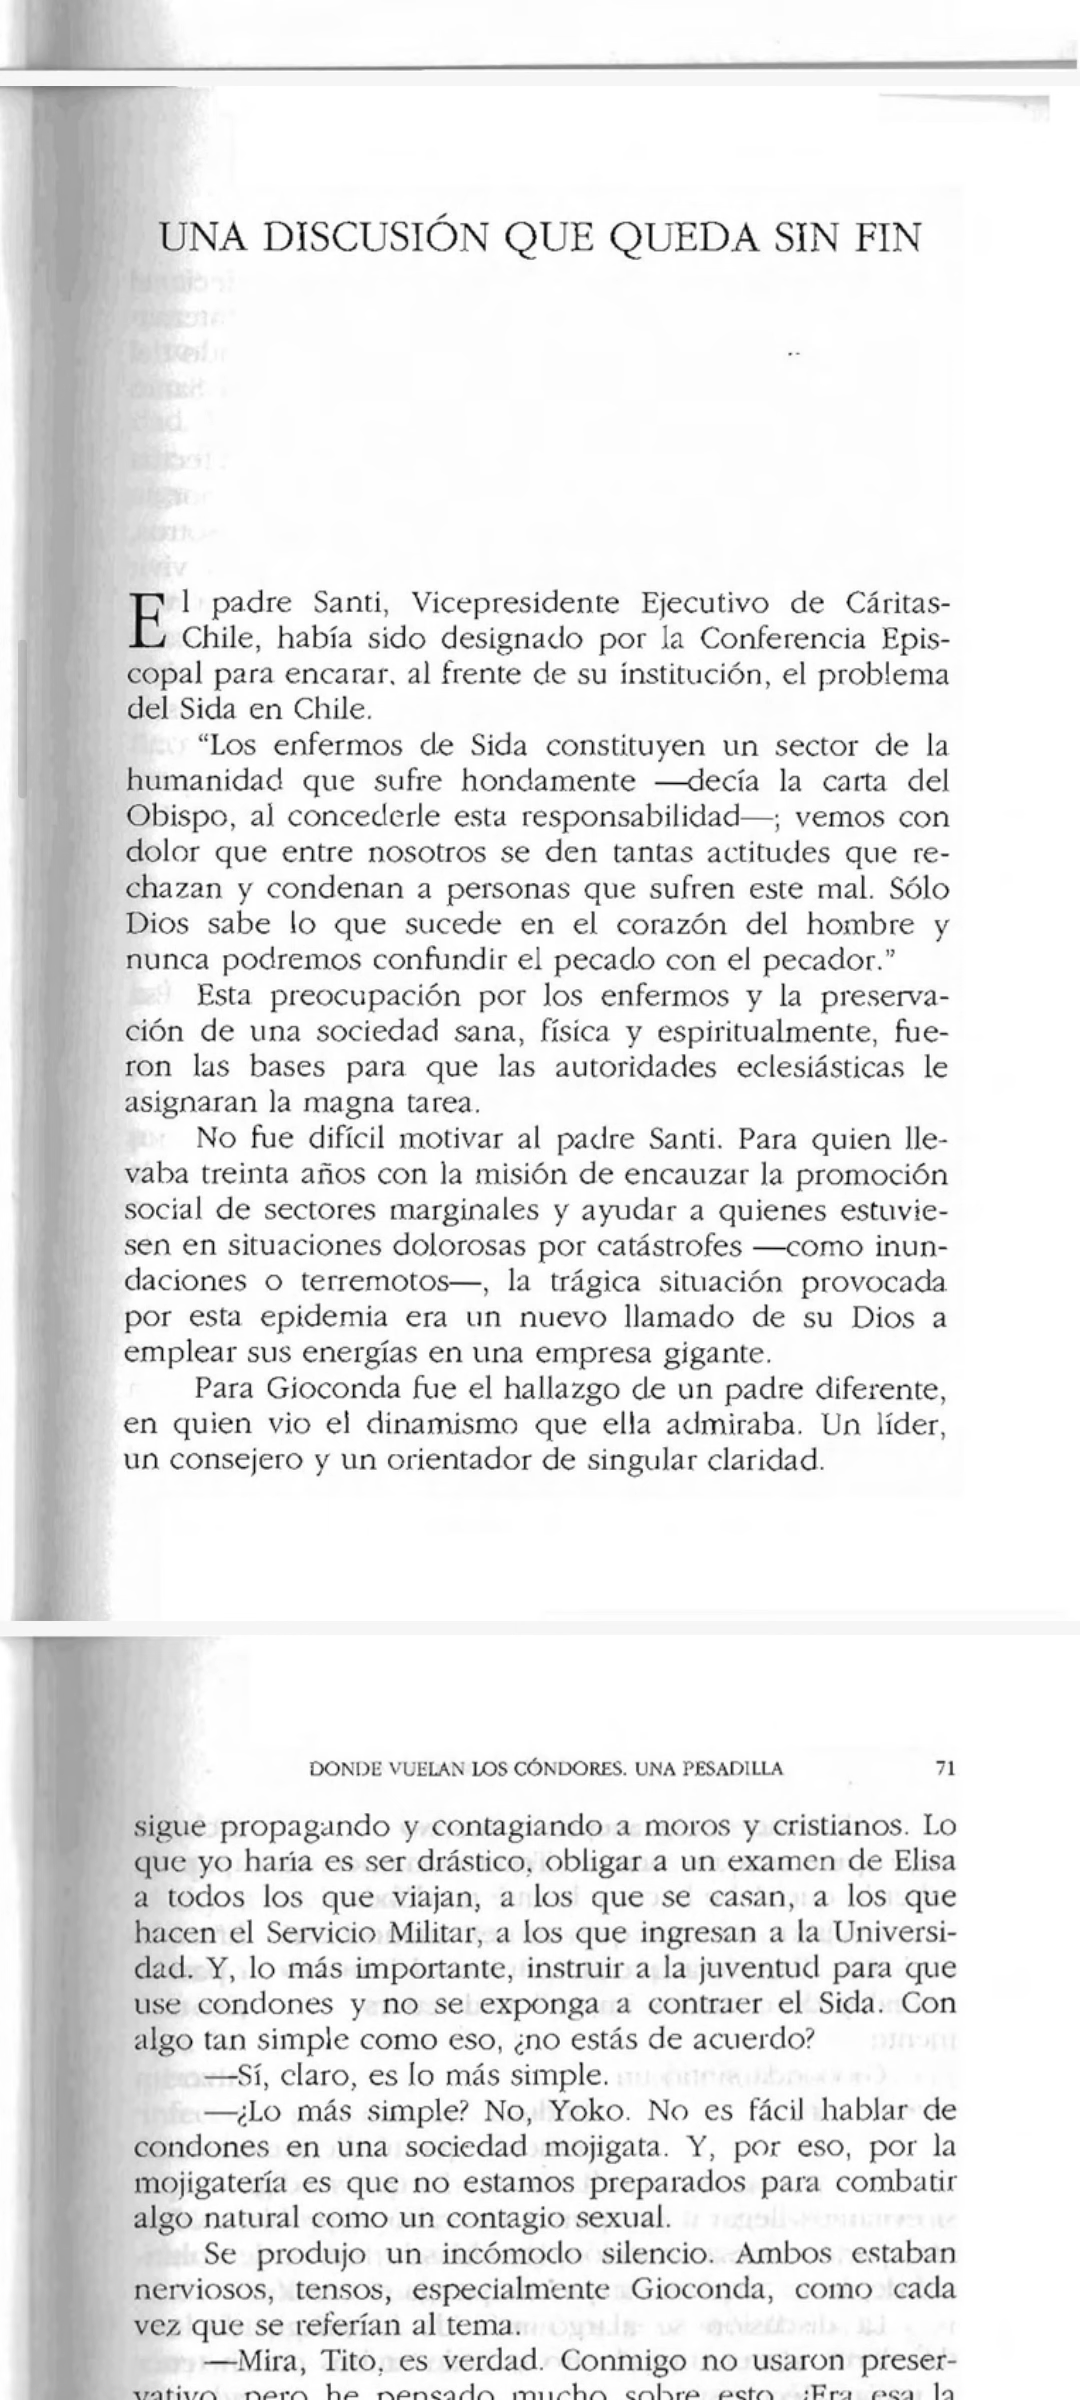 UNA DISCUSIÓN QUE QUEDA SIN FIN
El padre Santi, Vicepresidente Ejecutivo de Cáritas-
Chile, había sido designado por la Conferencia Epis-
copal para encarar, al frente de su institución, el problema
del Sida en Chile.
“Los enfermos de Sida constituyen un sector de la
humanidad que sufre hondamente —decía la carta del
Obispo, al concederle esta responsabilidad—; vemos con
dolor que entre nosotros se den tantas actitudes que re-
chazan y condenan a personas que sufren este mal. Sólo
Dios sabe lo que sucede en el corazón del hombre y
nunca podremos confundir el pecado con el pecador.”
Esta preocupación por los enfermos y la preserva-
ción de una sociedad sana, física y espiritualmente, fue-
ron las bases para que las autoridades eclesiásticas le
asignaran la magna tarea.
No fue difícil motivar al padre Santi. Para quien lle-
vaba treinta años con la misión de encauzar la promoción
social de sectores marginales y ayudar a quienes estuvie-
sen en situaciones dolorosas por catástrofes —como inun-
daciones o terremotos—, la trágica situación provocada
por esta epidemia era un nuevo llamado de su Dios a
emplear sus energías en una empresa gigante.
Para Gioconda fue el hallazgo de un padre diferente,
en quien vio el dinamismo que ella admiraba. Un líder,
un consejero y un orientador de singular claridad.
DONDE VUELAN LOS CÓNDORES. UNA PESADILLA 71
sigue propagando y contagiando a moros y cristianos. Lo
que yo haría es ser drástico, obligar a un examen de Elisa
a todos los que viajan, a los que se casan, a los que
hacen el Servicio Militar, a los que ingresan a la Universi-
dad. Y, lo más importante, instruir a la juventud para que
use condones y no se exponga a contraer el Sida. Con
algo tan simple como eso, ¿no estás de acuerdo?
—Sí, claro, es lo más simple.
—¿Lo más simple? No, Yoko. No es fácil hablar de
condones en una sociedad mojigata. Y, por eso, por la
mojigatería es que no estamos preparados para combatir
algo natural como un contagio sexual.
Se produjo un incómodo silencio. Ambos estaban
nerviosos, tensos, especialmente Gioconda, como cada
vez que se referían al tema.
—Mira, Tito, es verdad. Conmigo no usaron preser-
vativo, pero he pensado mucho sobre esto. ¿Era esa la